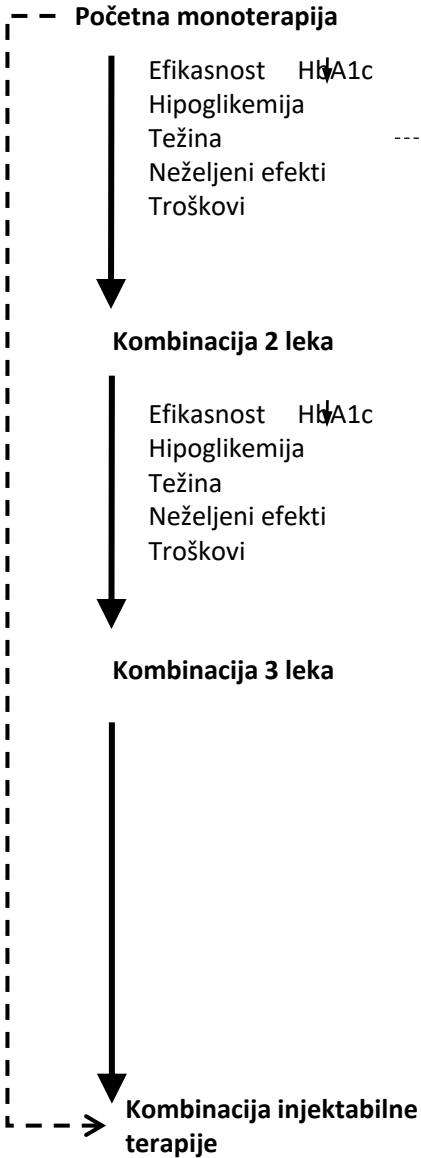 Početna monoterapija
Efikasnost HbA1c
Hipoglikemija
Težina
Neželjeni efekti
Troškovi
Kombinacija 2 leka
Efikasnost HbA1c
Hipoglikemija
Težina
Neželjeni efekti
Troškovi
Kombinacija 3 leka
Kombinacija injektabilne
terapije